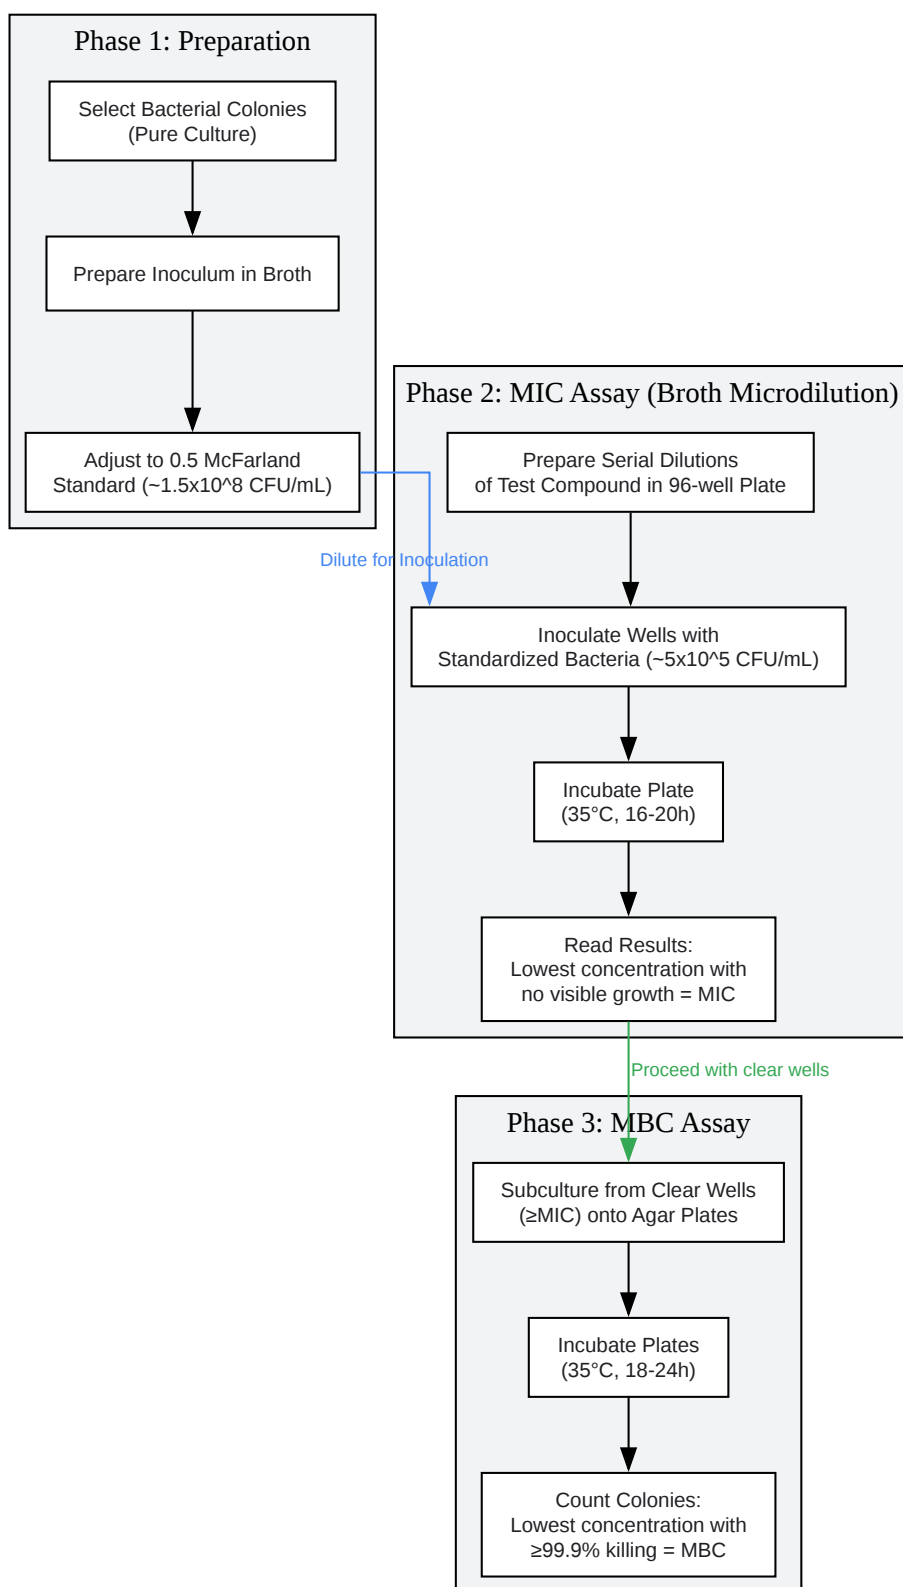 Phase 1: Preparation
Select Bacterial Colonies
(Pure Culture)
Prepare Inoculum in Broth
Adjust to 0.5 McFarland
Standard (~1.5x10^8 CFU/mL)
Dilute for Inoculation
Phase 2: MIC Assay (Broth Microdilution)
Prepare Serial Dilutions
of Test Compound in 96-well Plate
Inoculate Wells with
Standardized Bacteria (~5x10^5 CFU/mL)
Incubate Plate
(35°C, 16-20h)
Read Results:
Lowest concentration with
no visible growth = MIC
Proceed with clear wells
Phase 3: MBC Assay
Subculture from Clear Wells
(≥MIC) onto Agar Plates
Incubate Plates
(35°C, 18-24h)
Count Colonies:
Lowest concentration with
≥99.9% killing = MBC